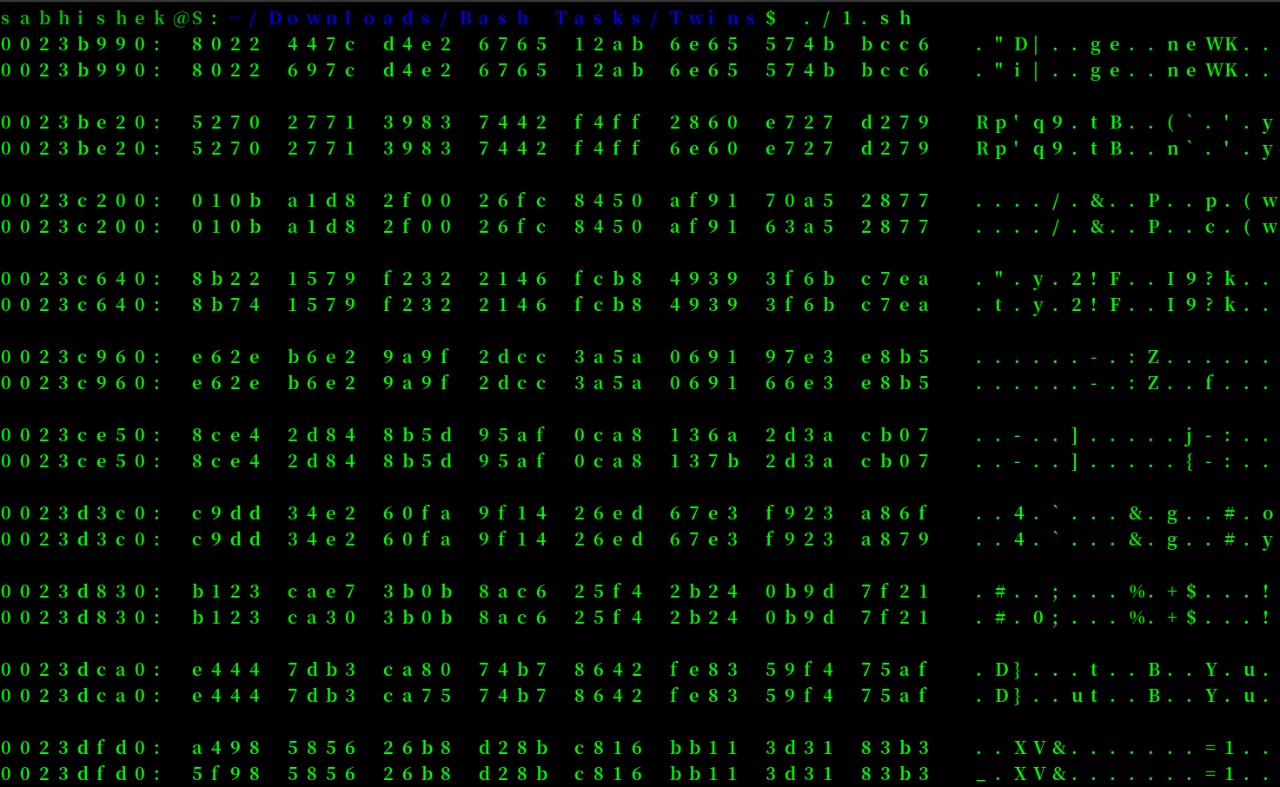 sabhishek@S:~/Downloads/Bash Tasks/Twins$ ./1.sh
0023b990: 8022 447c d4e2 6765 12ab 6e65 574b bcc6  ."D|..ge..neWK..
0023b990: 8022 697c d4e2 6765 12ab 6e65 574b bcc6  ."i|..ge..neWK..
0023be20: 5270 2771 3983 7442 f4ff 2860 e727 d279  Rp'q9.tB..(`.'.y
0023be20: 5270 2771 3983 7442 f4ff 6e60 e727 d279  Rp'q9.tB..n`.'.y
0023c200: 010b a1d8 2f00 26fc 8450 af91 70a5 2877  ..../.&..P..p.(w
0023c200: 010b a1d8 2f00 26fc 8450 af91 63a5 2877  ..../.&..P..c.(w
0023c640: 8b22 1579 f232 2146 fcb8 4939 3f6b c7ea  .".y.2!F..I9?k..
0023c640: 8b74 1579 f232 2146 fcb8 4939 3f6b c7ea  .t.y.2!F..I9?k..
0023c960: e62e b6e2 9a9f 2dcc 3a5a 0691 97e3 e8b5  ......-.:Z......
0023c960: e62e b6e2 9a9f 2dcc 3a5a 0691 66e3 e8b5  ......-.:Z..f...
0023ce50: 8ce4 2d84 8b5d 95af 0ca8 136a 2d3a cb07  ..-..].....j-:..
0023ce50: 8ce4 2d84 8b5d 95af 0ca8 137b 2d3a cb07  ..-..].....{-:..
0023d3c0: c9dd 34e2 60fa 9f14 26ed 67e3 f923 a86f  ..4.`...&.g..#.o
0023d3c0: c9dd 34e2 60fa 9f14 26ed 67e3 f923 a879  ..4.`...&.g..#.y
0023d830: b123 cae7 3b0b 8ac6 25f4 2b24 0b9d 7f21  .#..;...%.+$...!
0023d830: b123 ca30 3b0b 8ac6 25f4 2b24 0b9d 7f21  .#.0;...%.+$...!
0023dca0: e444 7db3 ca80 74b7 8642 fe83 59f4 75af  .D}...t..B..Y.u.
0023dca0: e444 7db3 ca75 74b7 8642 fe83 59f4 75af  .D}..ut..B..Y.u.
0023dfd0: a498 5856 26b8 d28b c816 bb11 3d31 83b3  ..XV&.......=1..
0023dfd0: 5f98 5856 26b8 d28b c816 bb11 3d31 83b3  _.XV&.......=1..